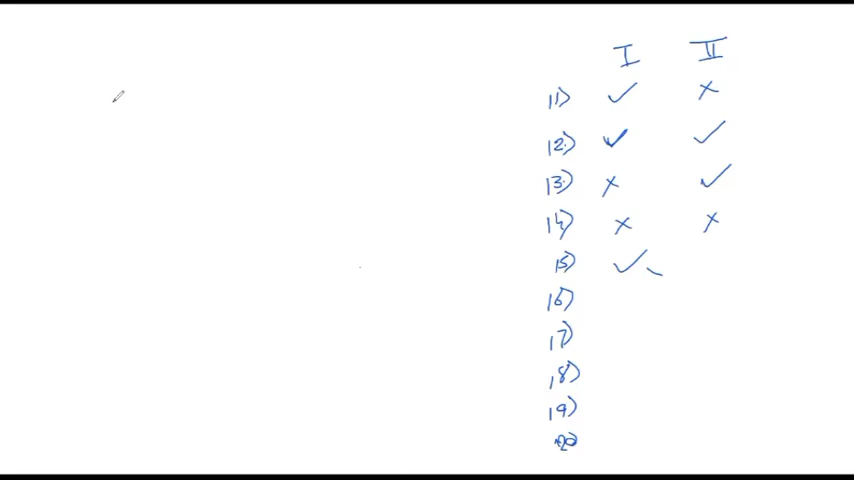 I II
11) ✓ ×
12) ✓ ✓
13) × ✓
14) × ×
15) ✓
16)
17)
18)
19)
20)